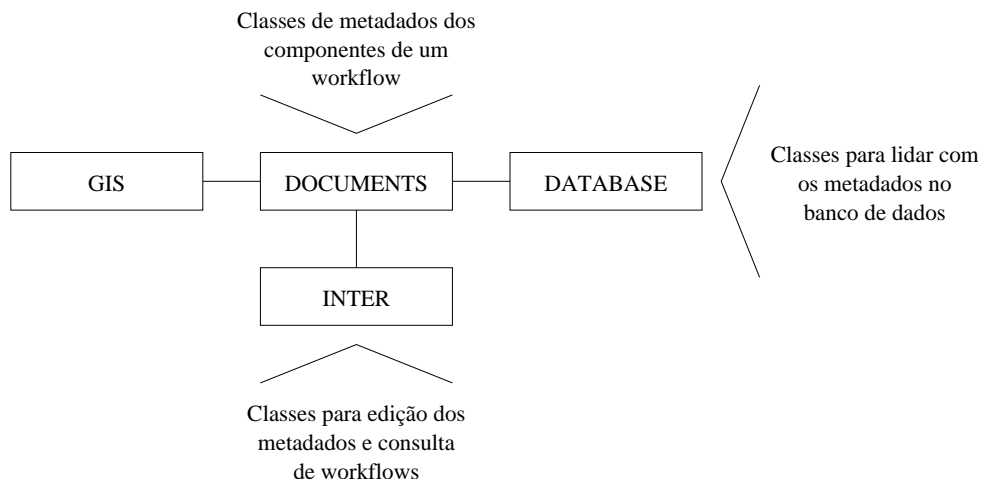 Classes de metadados dos
componentes de um
workflow
GIS
DOCUMENTS
DATABASE
Classes para lidar com
os metadados no
banco de dados
INTER
Classes para edição dos
metadados e consulta
de workflows